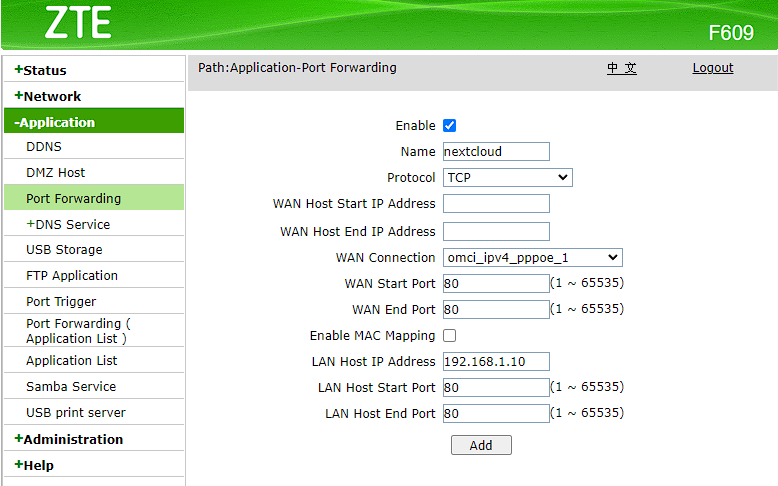 ZTE
F609
+Status
+Network
-Application
DDNS
DMZ Host
Port Forwarding
+DNS Service
USB Storage
FTP Application
Port Trigger
Port Forwarding (
Application List )
Application List
Samba Service
USB print server
+Administration
+Help
Path:Application-Port Forwarding 中 文 Logout
Enable
Name nextcloud
Protocol TCP
WAN Host Start IP Address
WAN Host End IP Address
WAN Connection omci_ipv4_pppoe_1
WAN Start Port 80 (1 ~ 65535)
WAN End Port 80 (1 ~ 65535)
Enable MAC Mapping
LAN Host IP Address 192.168.1.10
LAN Host Start Port 80 (1 ~ 65535)
LAN Host End Port 80 (1 ~ 65535)
Add